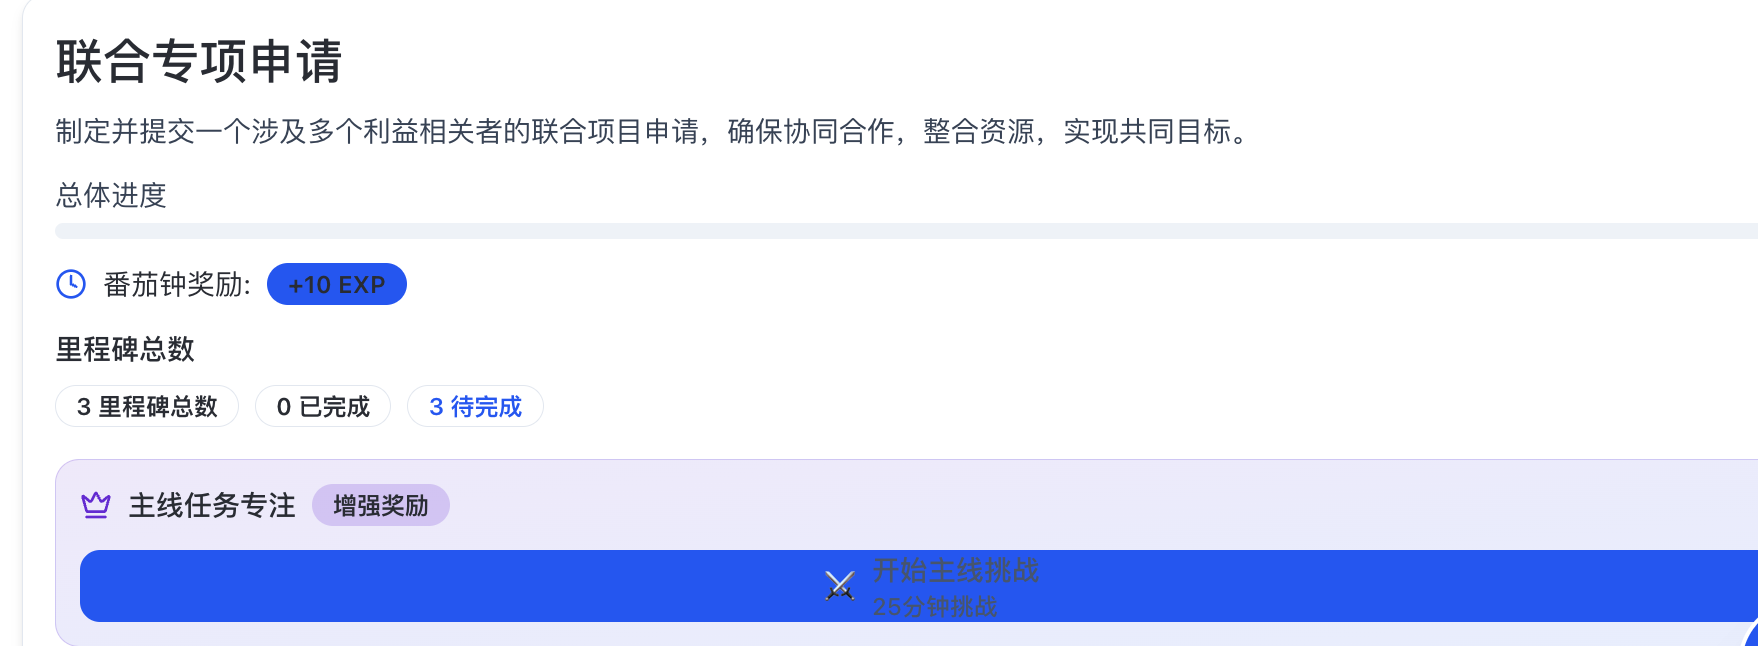 联合专项申请
制定并提交一个涉及多个利益相关者的联合项目申请，确保协同合作，整合资源，实现共同目标。
总体进度
番茄钟奖励: +10 EXP
里程碑总数
3 里程碑总数 0 已完成 3 待完成
主线任务专注 增强奖励
开始主线挑战
25分钟挑战